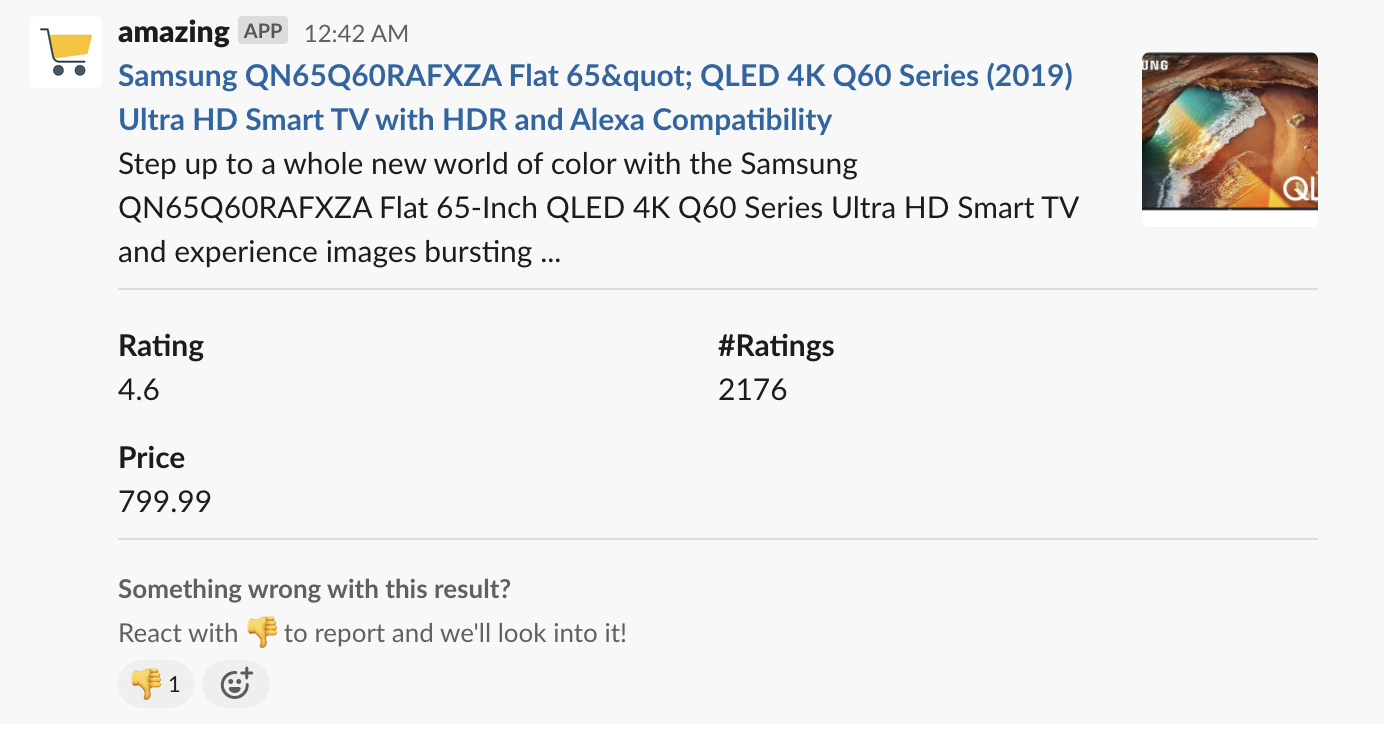 amazing APP 12:42 AM
Samsung QN65Q60RAFXZA Flat 65&quot; QLED 4K Q60 Series (2019)
Ultra HD Smart TV with HDR and Alexa Compatibility
Step up to a whole new world of color with the Samsung
QN65Q60RAFXZA Flat 65-Inch QLED 4K Q60 Series Ultra HD Smart TV
and experience images bursting ...
UNG
QL
Rating
#Ratings
4.6
2176
Price
799.99
Something wrong with this result?
React with 👎 to report and we'll look into it!
👎 1